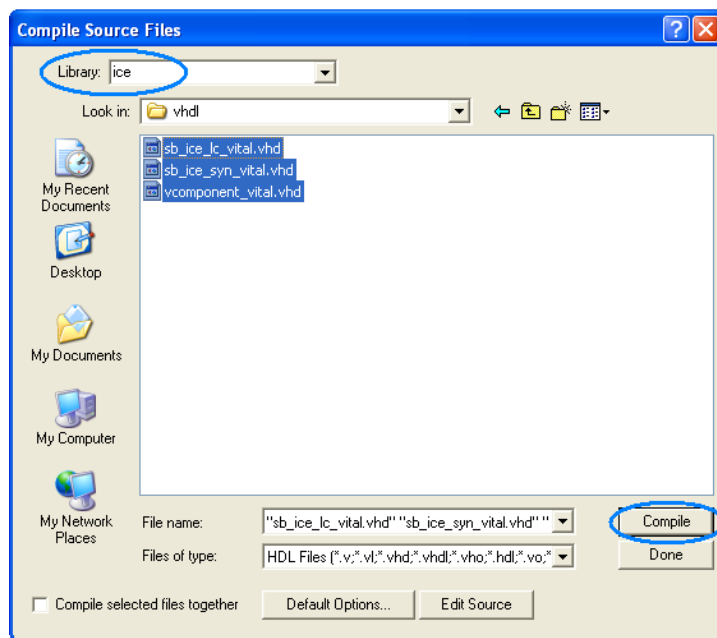 Compile Source Files
Library: ice
Look in: vhdl
sb_ice_lc_vital.vhd
sb_ice_syn_vital.vhd
vcomponent_vital.vhd
My Recent
Documents
Desktop
My Documents
My Computer
My Network
Places
File name: "sb_ice_lc_vital.vhd" "sb_ice_syn_vital.vhd" " Compile
Files of type: HDL Files (*.v;*.vl;*.vhd;*.vhdl;*.vho;*.hdl;*.vo;* Done
Compile selected files together Default Options... Edit Source